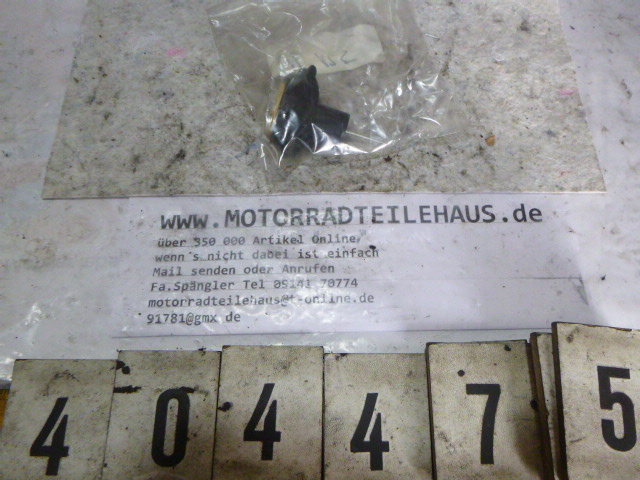 www.MOTORRADTEILEHAUS.de
über 350 000 Artikel Online,
wenn´s nicht dabei ist einfach
Mail senden oder Anrufen
Fa.Spängler Tel 09141 70774
motorradteilehaus@t-online.de
91781@gmx.de
4 0 4 4 7 5